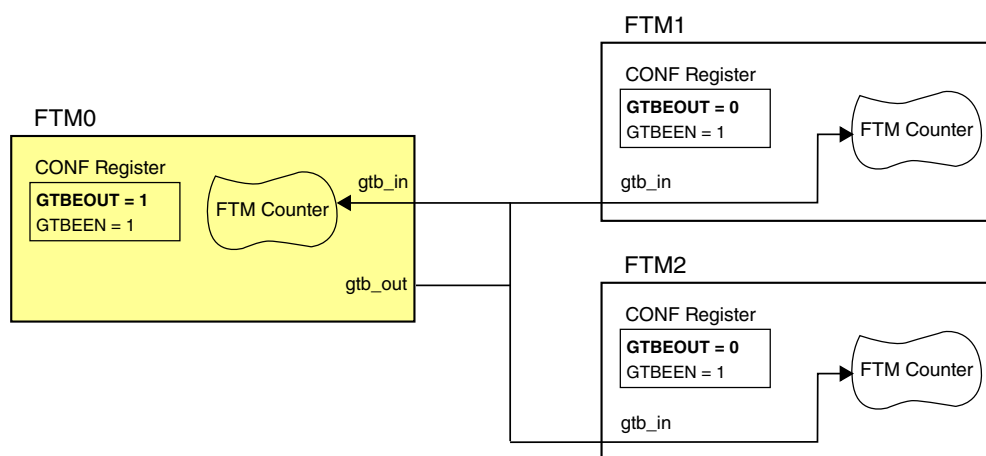 FTM0
CONF Register
GTBEOUT = 1
GTBEEN = 1
FTM Counter
gtb_in
gtb_out
FTM1
CONF Register
GTBEOUT = 0
GTBEEN = 1
FTM Counter
gtb_in
FTM2
CONF Register
GTBEOUT = 0
GTBEEN = 1
FTM Counter
gtb_in